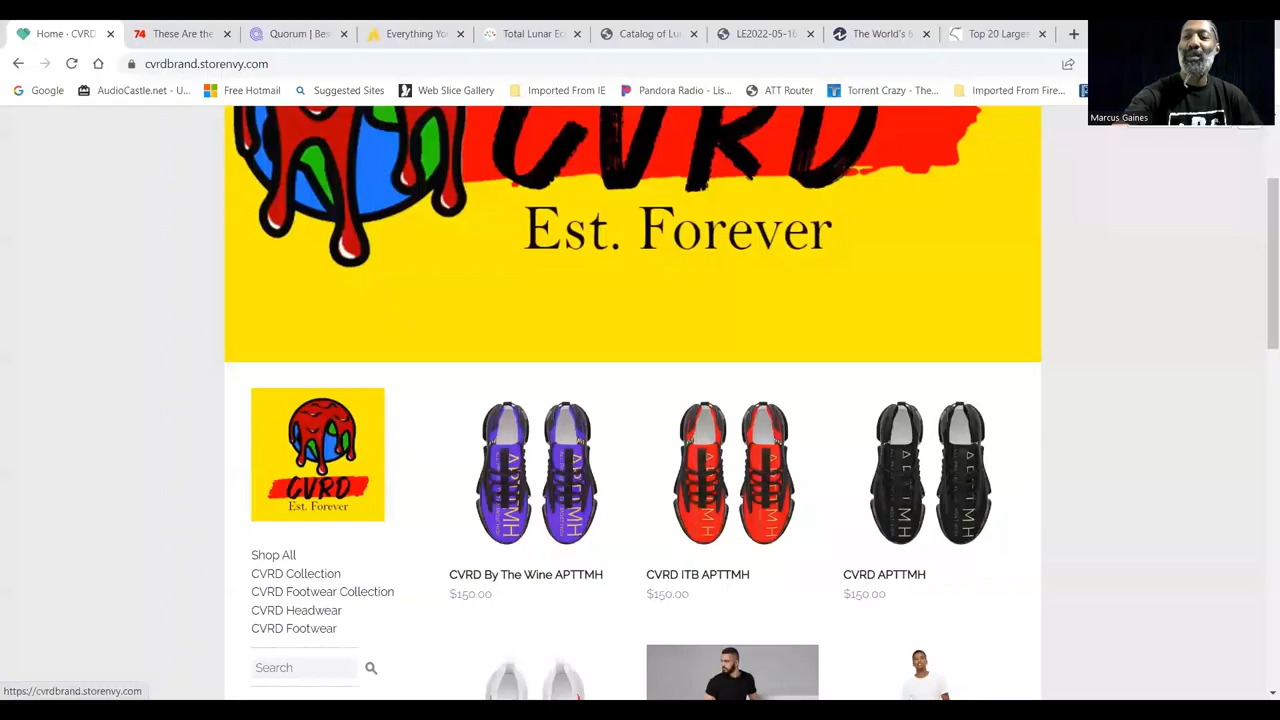 Home · CVRD
These Are the
Quorum | Bes
Everything Yo
Total Lunar Ec
Catalog of Lu
LE2022-05-16
The World's 6
Top 20 Larges
cvrdbrand.storenvy.com
Google
AudioCastle.net - U...
Free Hotmail
Suggested Sites
Web Slice Gallery
Imported From IE
Pandora Radio - Lis...
ATT Router
Torrent Crazy - The...
Imported From Fire...
Marcus Gaines
CVRD
Est. Forever
CVRD
Est. Forever
Shop All
CVRD Collection
CVRD Footwear Collection
CVRD Headwear
CVRD Footwear
Search
APTTMH
APTTMH
APTTMH
CVRD By The Wine APTTMH
$150.00
CVRD ITB APTTMH
$150.00
CVRD APTTMH
$150.00
https://cvrdbrand.storenvy.com